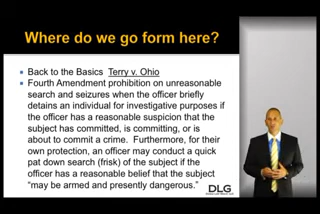 Where do we go form here?
Back to the Basics Terry v. Ohio
Fourth Amendment prohibition on unreasonable
search and seizures when the officer briefly
detains an individual for investigative purposes if
the officer has a reasonable suspicion that the
subject has committed, is committing, or is
about to commit a crime. Furthermore, for
their own protection, an officer may conduct a quick
pat down search (frisk) of the subject if the
officer has a reasonable belief that the subject
"may be armed and presently dangerous."
DLG